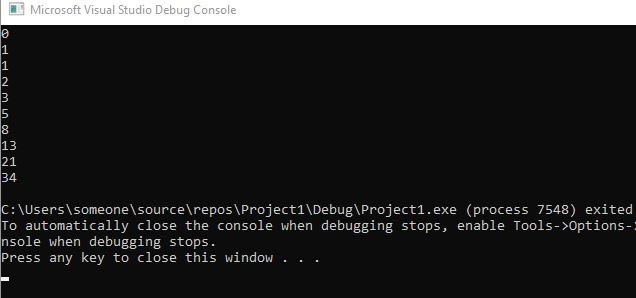 Microsoft Visual Studio Debug Console
0
1
1
2
3
5
8
13
21
34
C:\Users\someone\source\repos\Project1\Debug\Project1.exe (process 7548) exited
To automatically close the console when debugging stops, enable Tools->Options->
nsole when debugging stops.
Press any key to close this window . . .